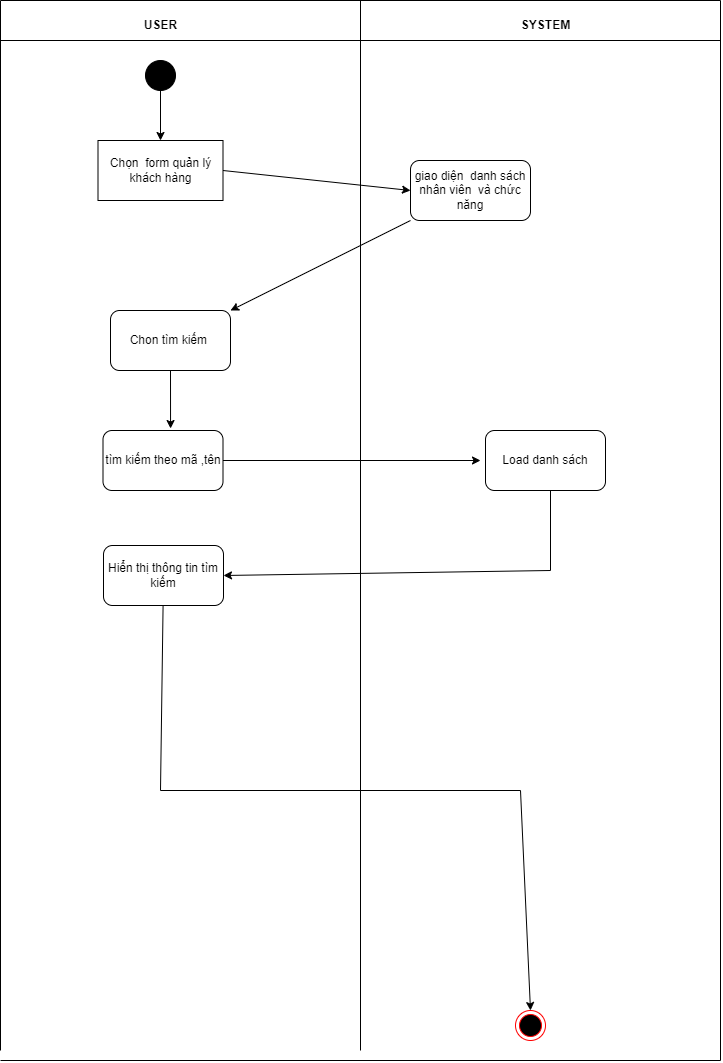 USER
SYSTEM
Chọn form quản lý
khách hàng
giao diện danh sách
nhân viên và chức
năng
Chon tìm kiếm
tìm kiếm theo mã ,tên
Load danh sách
Hiển thị thông tin tìm
kiếm